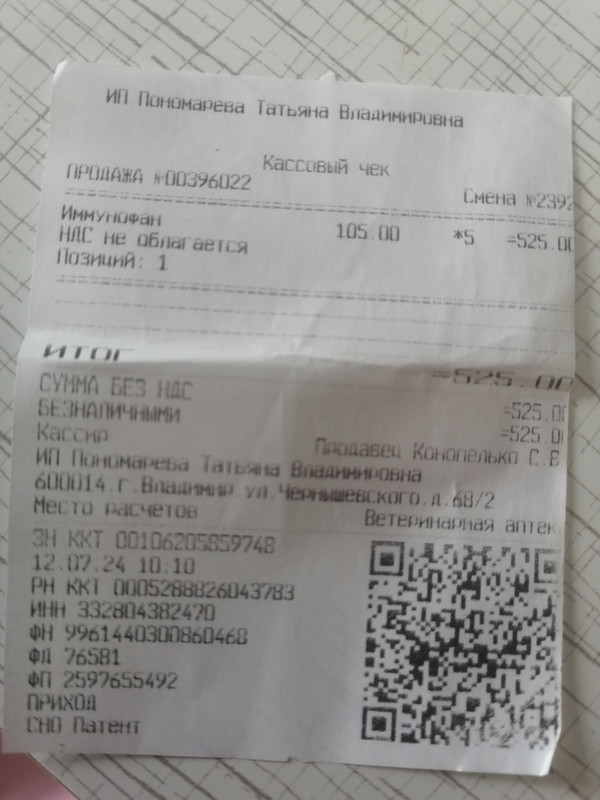 ИП Пономарева Татьяна Владимировна
Кассовый чек
ПРОДАЖА №00396022
Смена №2392
Иммунофан 105.00 *5 =525.00
НДС не облагается
Позиций: 1
ИТОГ =525.00
СУММА БЕЗ НДС =525.00
БЕЗНАЛИЧНЫМИ =525.0
Кассир Продавец Конопелько С.В
ИП Пономарева Татьяна Владимировна
600014.г.Владимир.ул.Чернышевского.д.68/2
Место расчетов Ветеринарная аптек
ЗН ККТ 00106205859748
12.07.24 10:10
РН ККТ 0005288826043783
ИНН 332804382470
ФН 9961440300860468
ФД 76581
ФП 2597655492
ПРИХОД
СНО Патент